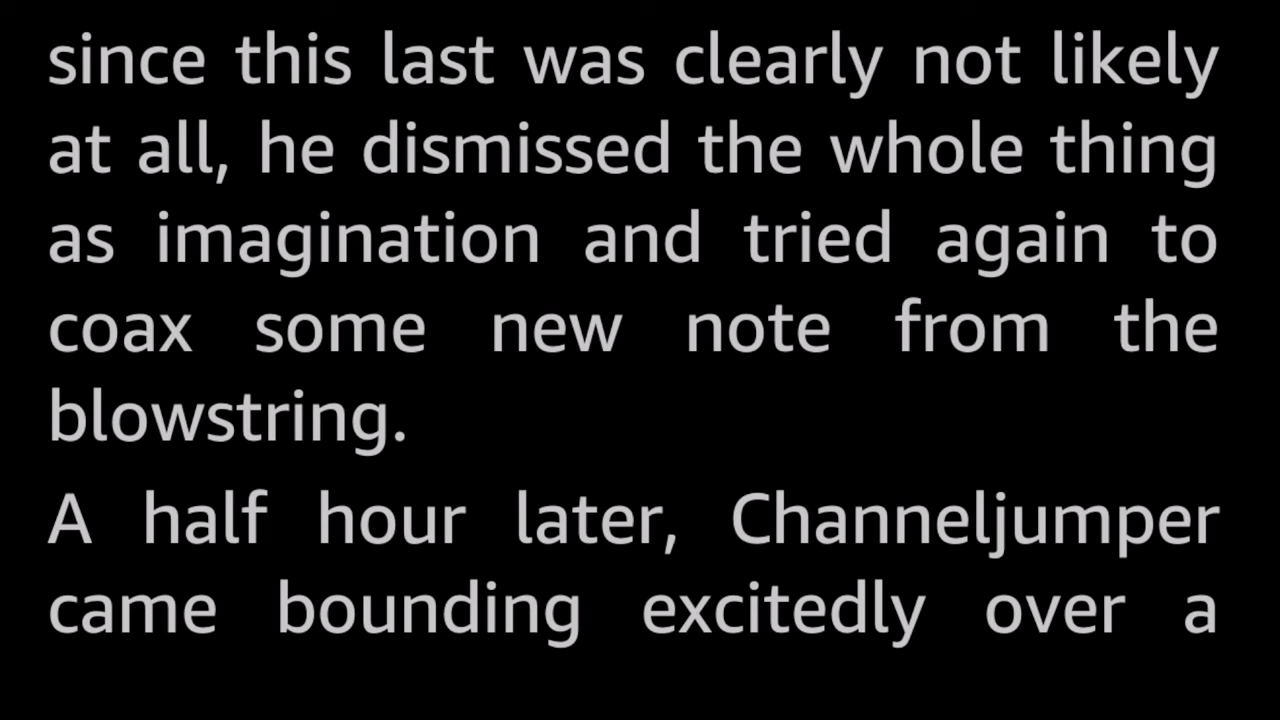 since this last was clearly not likely
at all, he dismissed the whole thing
as imagination and tried again to
coax some new note from the
blowstring.
A half hour later, Channeljumper
came bounding excitedly over a